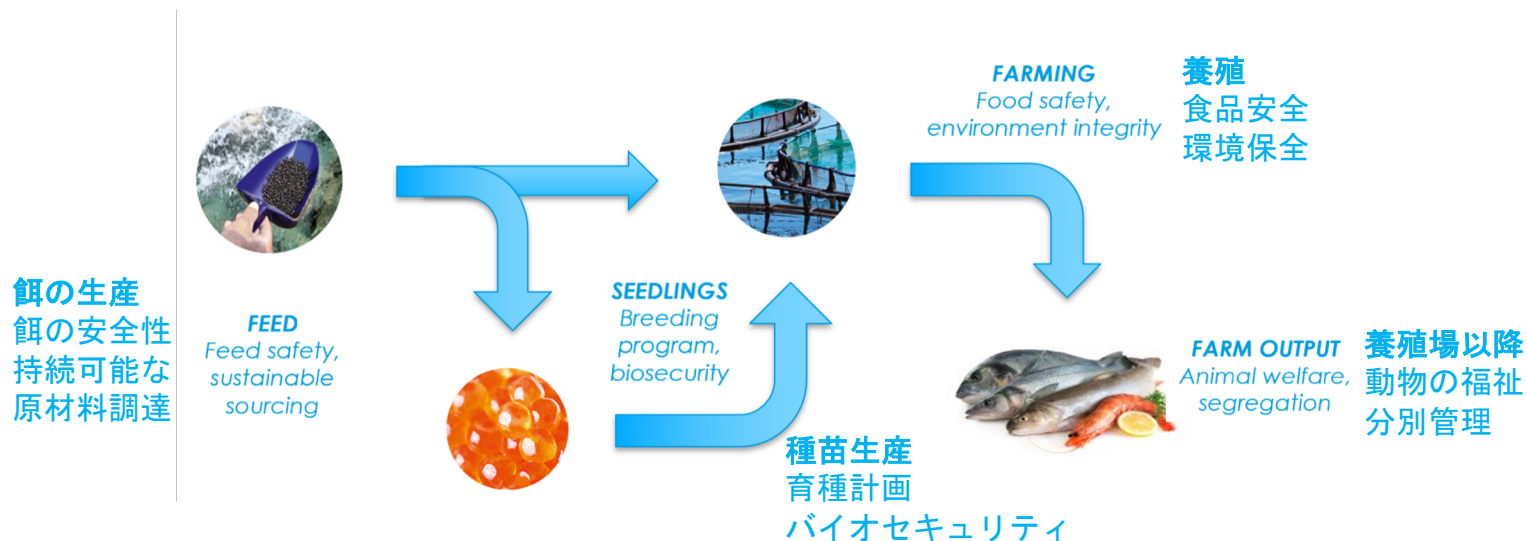 餌の生産
餌の安全性
持続可能な
原材料調達
FEED
Feed safety,
sustainable
sourcing
SEEDLINGS
Breeding
program,
biosecurity
種苗生産
育種計画
バイオセキュリティ
FARMING
Food safety,
environment integrity
養殖
食品安全
環境保全
FARM OUTPUT
Animal welfare,
segregation
養殖場以降
動物の福祉
分別管理